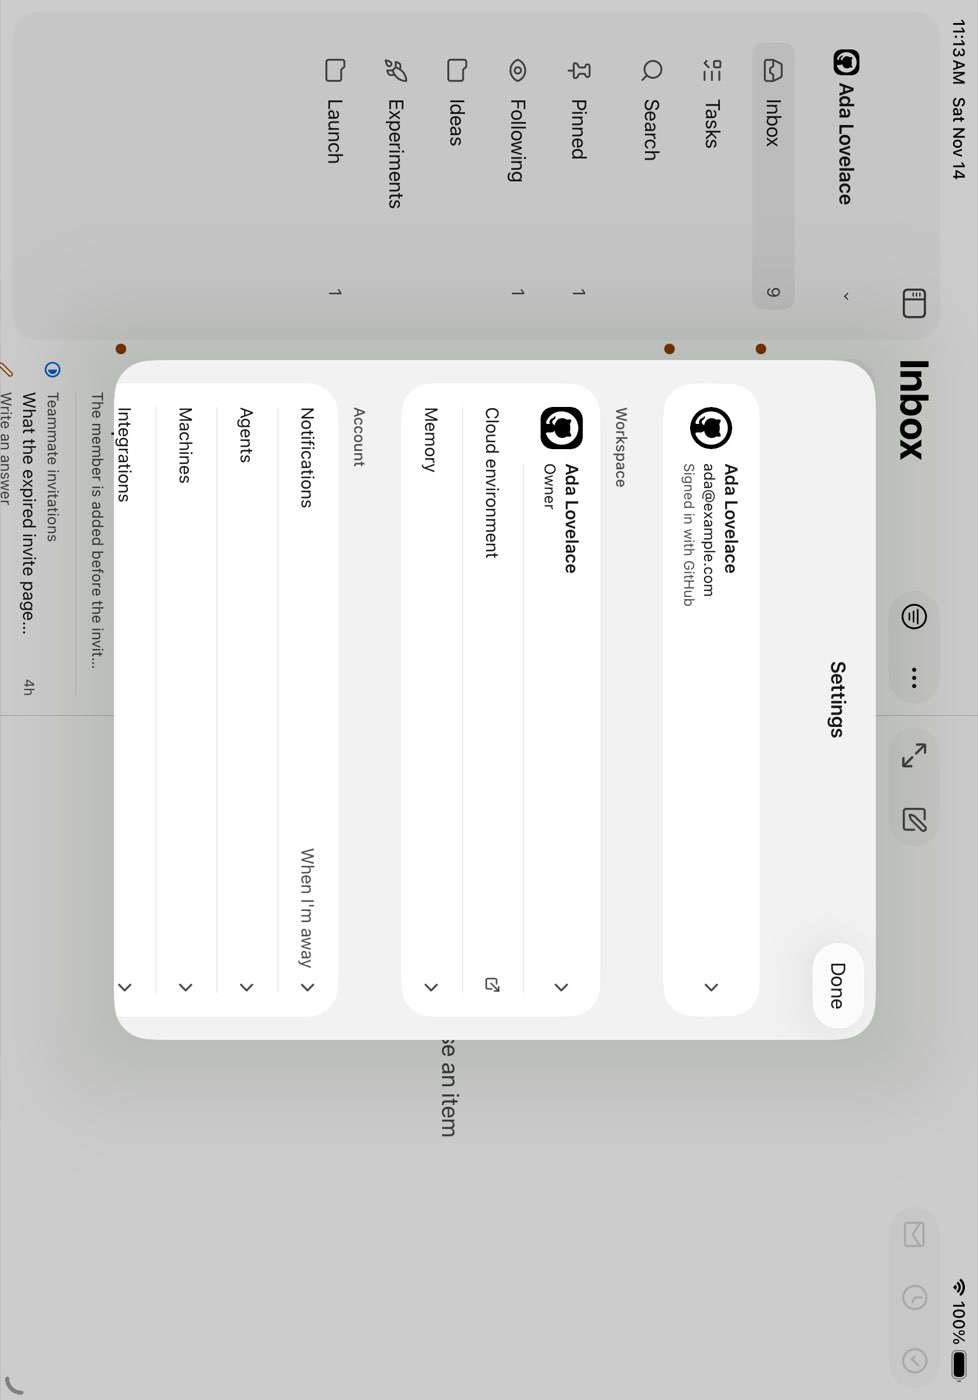 11:13 AM Sat Nov 14
100%
Ada Lovelace
Inbox 9
Tasks
Search
Pinned 1
Following 1
Ideas
Experiments
Launch 1
Inbox
Settings
Done
Ada Lovelace
ada@example.com
Signed in with GitHub
Workspace
Ada Lovelace
Owner
Cloud environment
Memory
Account
Notifications When I'm away
Agents
Machines
Integrations
The member is added before the invit...
Teammate invitations
What the expired invite page... 4h
Write an answer
an item